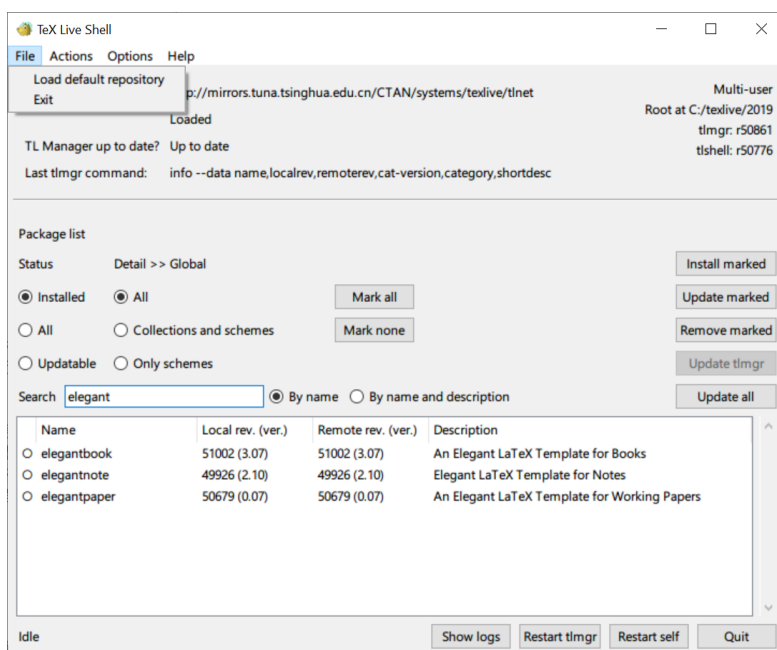 TeX Live Shell
File Actions Options Help
Load default repository
Exit
p://mirrors.tuna.tsinghua.edu.cn/CTAN/systems/texlive/tlnet
Loaded
Multi-user
Root at C:/texlive/2019
tlmgr: r50861
tlshell: r50776
TL Manager up to date? Up to date
Last tlmgr command: info --data name,localrev,remoterev,cat-version,category,shortdesc
Package list
Status Detail >> Global Install marked
Installed All Mark all Update marked
All Collections and schemes Mark none Remove marked
Updatable Only schemes Update tlmgr
Search elegant By name By name and description Update all
Name Local rev. (ver.) Remote rev. (ver.) Description
elegantbook 51002 (3.07) 51002 (3.07) An Elegant LaTeX Template for Books
elegantnote 49926 (2.10) 49926 (2.10) Elegant LaTeX Template for Notes
elegantpaper 50679 (0.07) 50679 (0.07) An Elegant LaTeX Template for Working Papers
Idle Show logs Restart tlmgr Restart self Quit